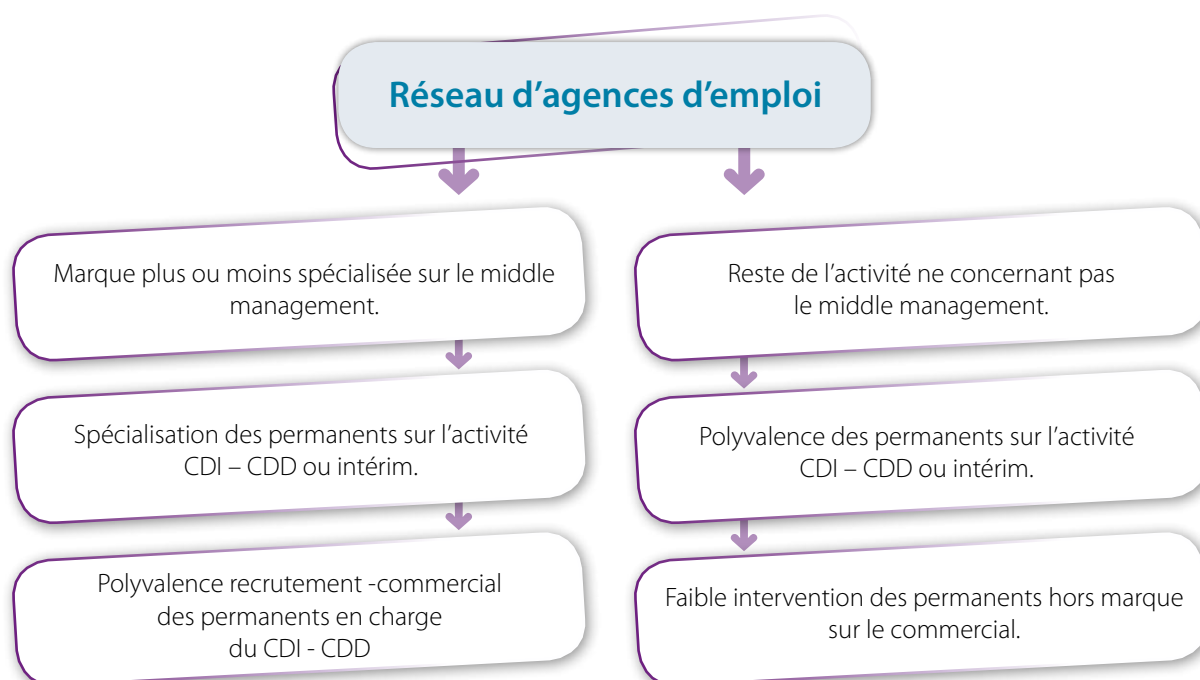 Réseau d’agences d’emploi
Marque plus ou moins spécialisée sur le middle
management.
Spécialisation des permanents sur l’activité
CDI – CDD ou intérim.
Polyvalence recrutement -commercial
des permanents en charge
du CDI - CDD
Reste de l’activité ne concernant pas
le middle management.
Polyvalence des permanents sur l’activité
CDI – CDD ou intérim.
Faible intervention des permanents hors marque
sur le commercial.